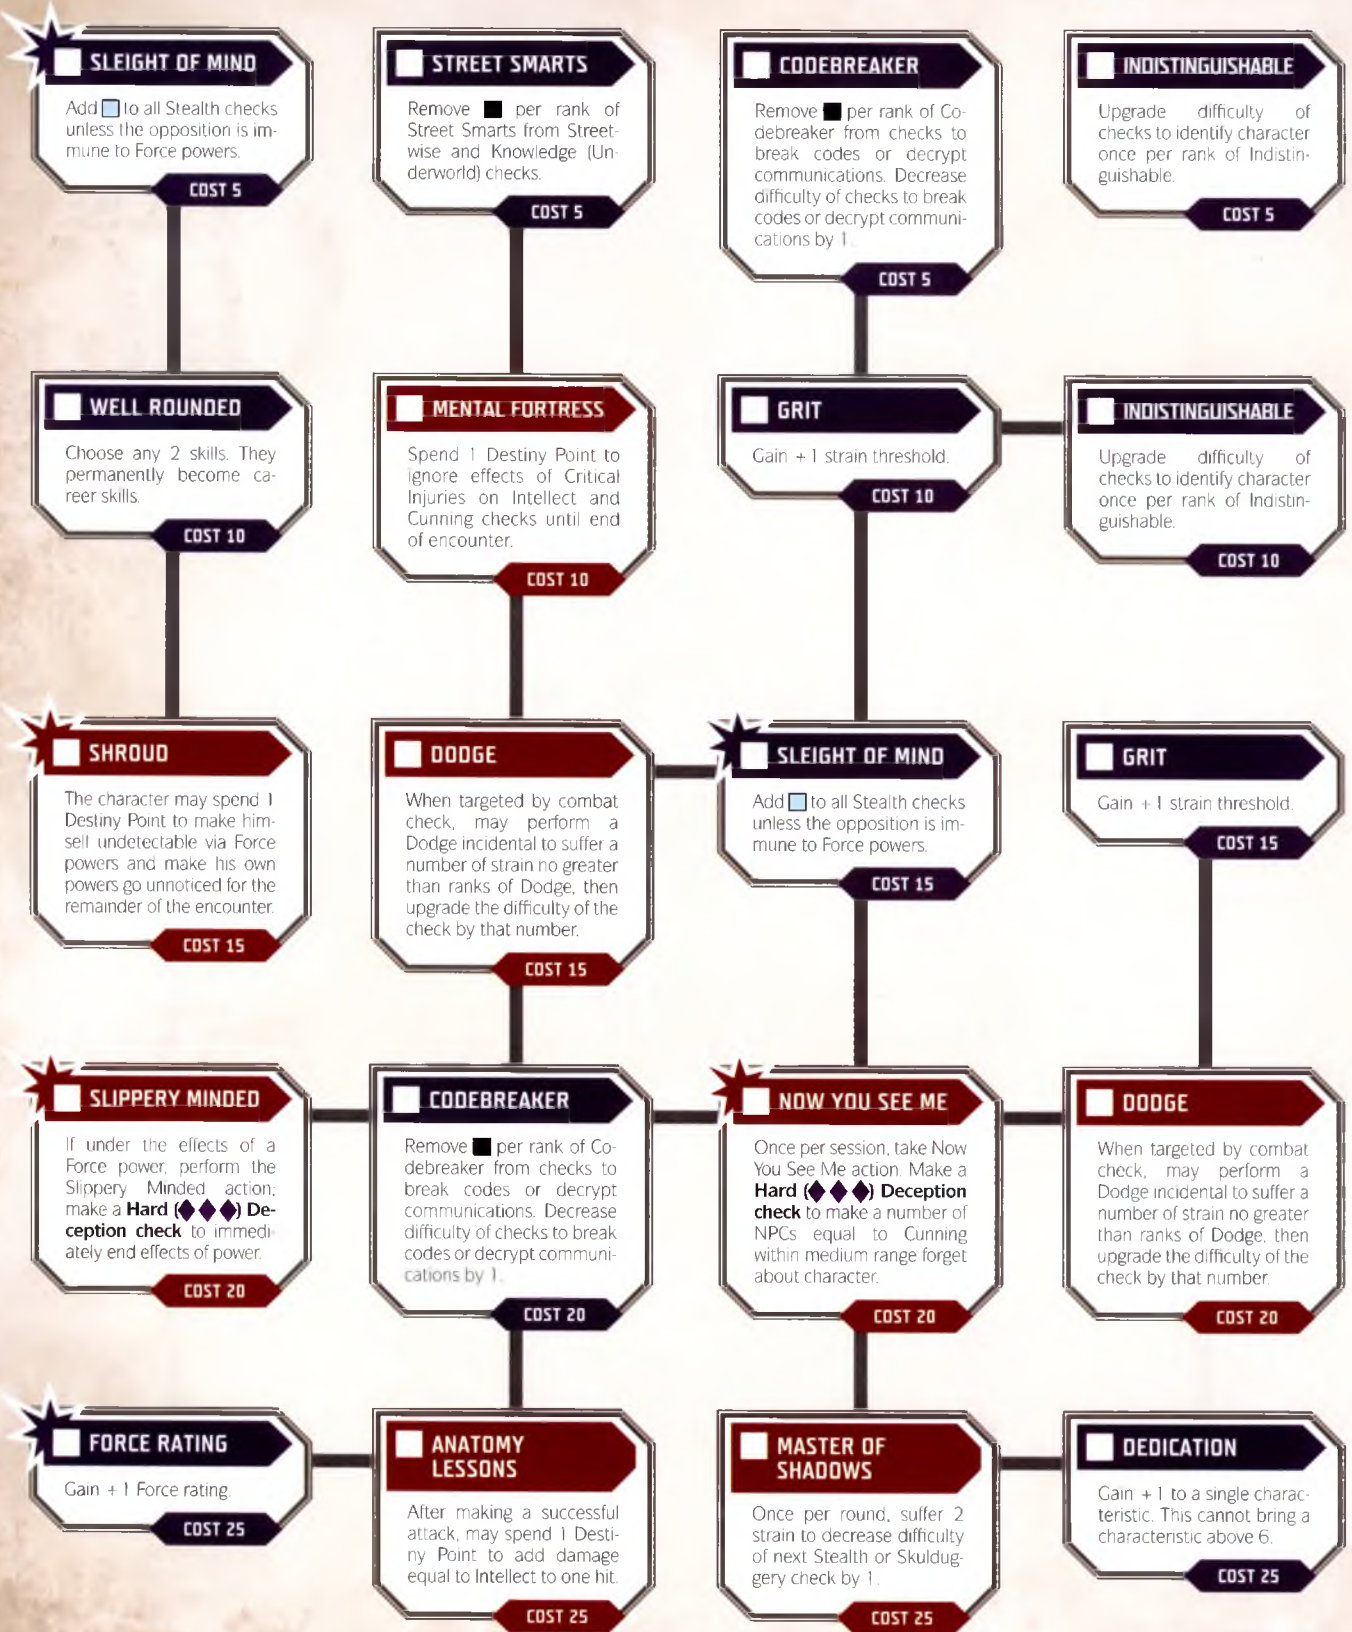 SLEIGHT OF MIND
Add to all Stealth checks
unless the opposition is im-
mune to Force powers.
COST 5
STREET SMARTS
Remove per rank of
Street Smarts from Street-
wise and Knowledge (Un-
derworld) checks.
COST 5
CODEBREAKER
Remove per rank of Co-
debreaker from checks to
break codes or decrypt
communications. Decrease
difficulty of checks to break
codes or decrypt communi-
cations by 1.
COST 5
INDISTINGUISHABLE
Upgrade difficulty of
checks to identify character
once per rank of Indistin-
guishable.
COST 5
WELL ROUNDED
Choose any 2 skills. They
permanently become ca-
reer skills.
COST 10
MENTAL FORTRESS
Spend 1 Destiny Point to
ignore effects of Critical
Injuries on Intellect and
Cunning checks until end
of encounter.
COST 10
GRIT
Gain + 1 strain threshold.
COST 10
INDISTINGUISHABLE
Upgrade difficulty of
checks to identify character
once per rank of Indistin-
guishable.
COST 10
SHROUD
The character may spend 1
Destiny Point to make him-
self undetectable via Force
powers and make his own
powers go unnoticed for the
remainder of the encounter.
COST 15
DODGE
When targeted by combat
check, may perform a
Dodge incidental to suffer a
number of strain no greater
than ranks of Dodge, then
upgrade the difficulty of the
check by that number.
COST 15
SLEIGHT OF MIND
Add to all Stealth checks
unless the opposition is im-
mune to Force powers.
COST 15
GRIT
Gain + 1 strain threshold.
COST 15
SLIPPERY MINDED
If under the effects of a
Force power, perform the
Slippery Minded action;
make a Hard (◆◆◆) De-
ception check to immedi-
ately end effects of power.
COST 20
CODEBREAKER
Remove per rank of Co-
debreaker from checks to
break codes or decrypt
communications. Decrease
difficulty of checks to break
codes or decrypt communi-
cations by 1.
COST 20
NOW YOU SEE ME
Once per session, take Now
You See Me action. Make a
Hard (◆◆◆) Deception
check to make a number of
NPCs equal to Cunning
within medium range forget
about character.
COST 20
DODGE
When targeted by combat
check, may perform a
Dodge incidental to suffer a
number of strain no greater
than ranks of Dodge, then
upgrade the difficulty of the
check by that number.
COST 20
FORCE RATING
Gain + 1 Force rating.
COST 25
ANATOMY
LESSONS
After making a successful
attack, may spend 1 Desti-
ny Point to add damage
equal to Intellect to one hit.
COST 25
MASTER OF
SHADOWS
Once per round, suffer 2
strain to decrease difficulty
of next Stealth or Skuldug-
gery check by 1.
COST 25
DEDICATION
Gain + 1 to a single charac-
teristic. This cannot bring a
characteristic above 6.
COST 25